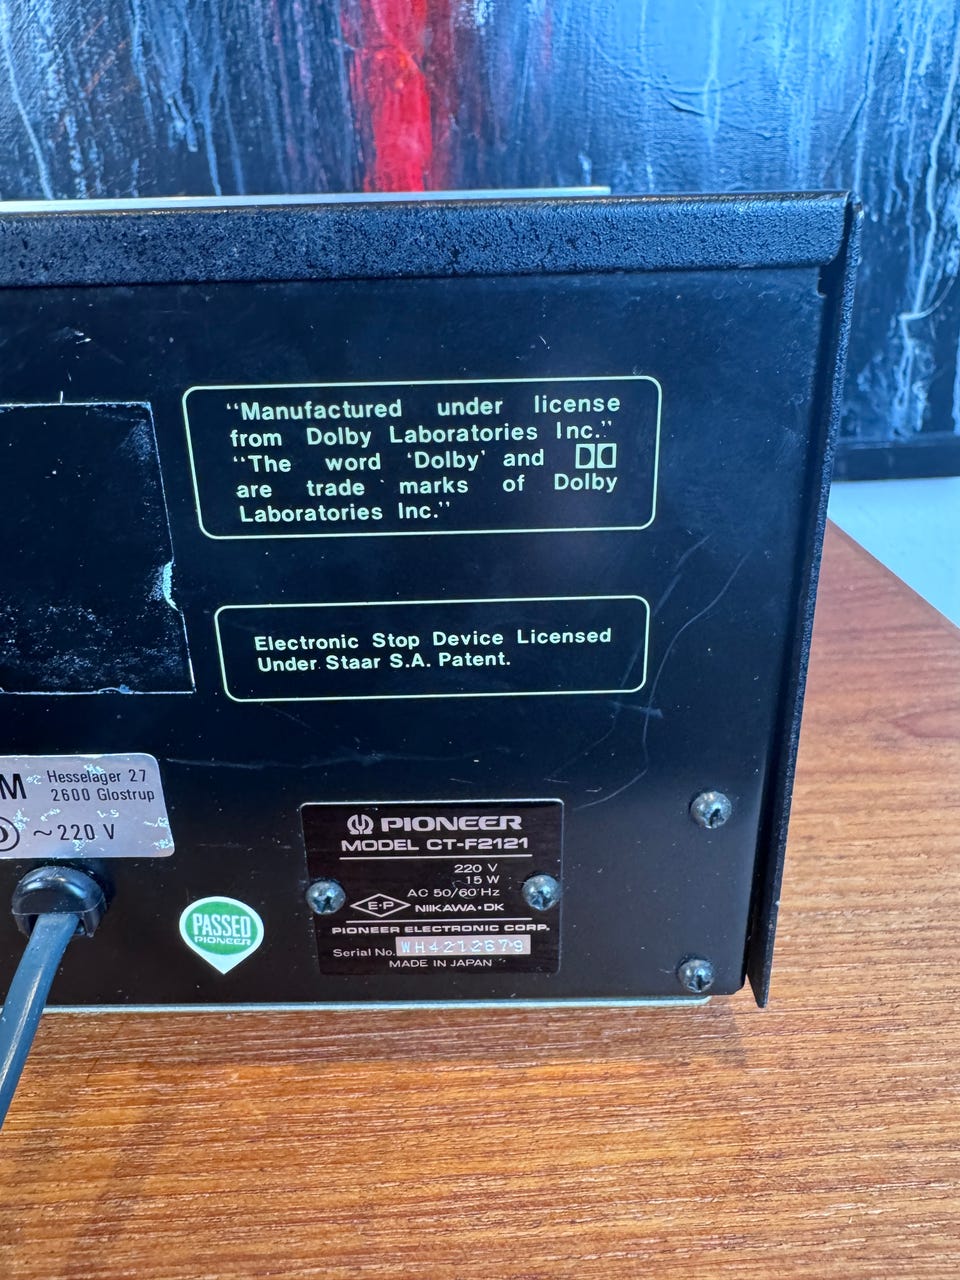 “Manufactured under license
from Dolby Laboratories Inc.”
“The word ‘Dolby’ and
are trade marks of Dolby
Laboratories Inc.”
Electronic Stop Device Licensed
Under Staar S.A. Patent.
M
Hesselager 27
2600 Glostrup
D ~220 V
PASSED
PIONEER
PIONEER
MODEL CT-F2121
220 V
15 W
AC 50/60 Hz
E·P NIIKAWA·DK
PIONEER ELECTRONIC CORP.
Serial No. WH4212679
MADE IN JAPAN